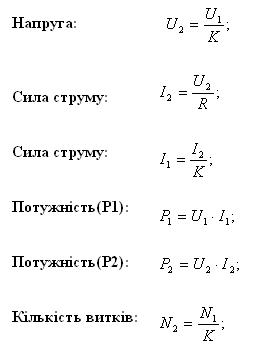 Напруга: U₂ = U₁/K;
Сила струму: I₂ = U₂/R;
Сила струму: I₁ = I₂/K;
Потужність(P1): P₁ = U₁ · I₁;
Потужність(P2): P₂ = U₂ · I₂;
Кількість витків: N₂ = N₁/K;